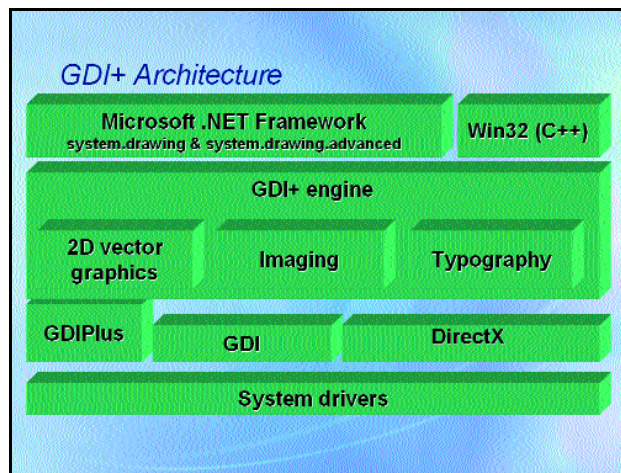 GDI+ Architecture
Microsoft .NET Framework
system.drawing & system.drawing.advanced
Win32 (C++)
GDI+ engine
2D vector
graphics
Imaging
Typography
GDIPlus
GDI
DirectX
System drivers